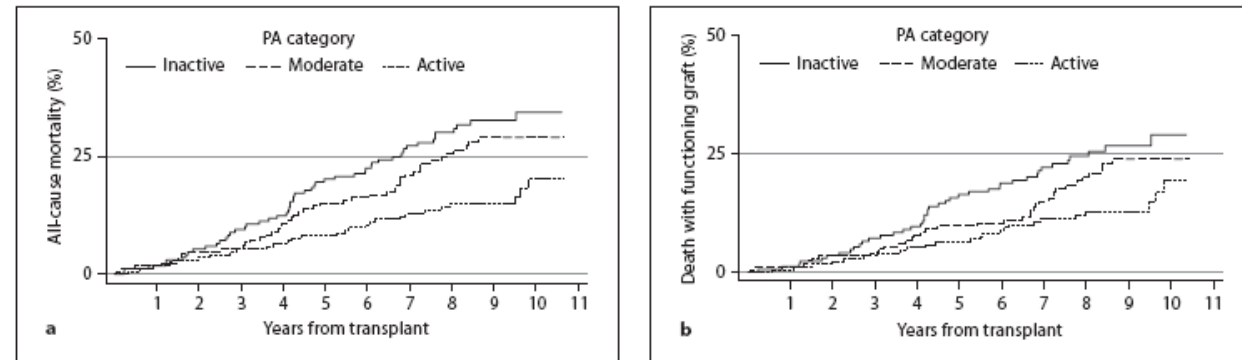 PA category
Inactive Moderate Active
All-cause mortality (%)
50
25
0
1 2 3 4 5 6 7 8 9 10 11
Years from transplant
a
PA category
Inactive Moderate Active
Death with functioning graft (%)
50
25
0
1 2 3 4 5 6 7 8 9 10 11
Years from transplant
b